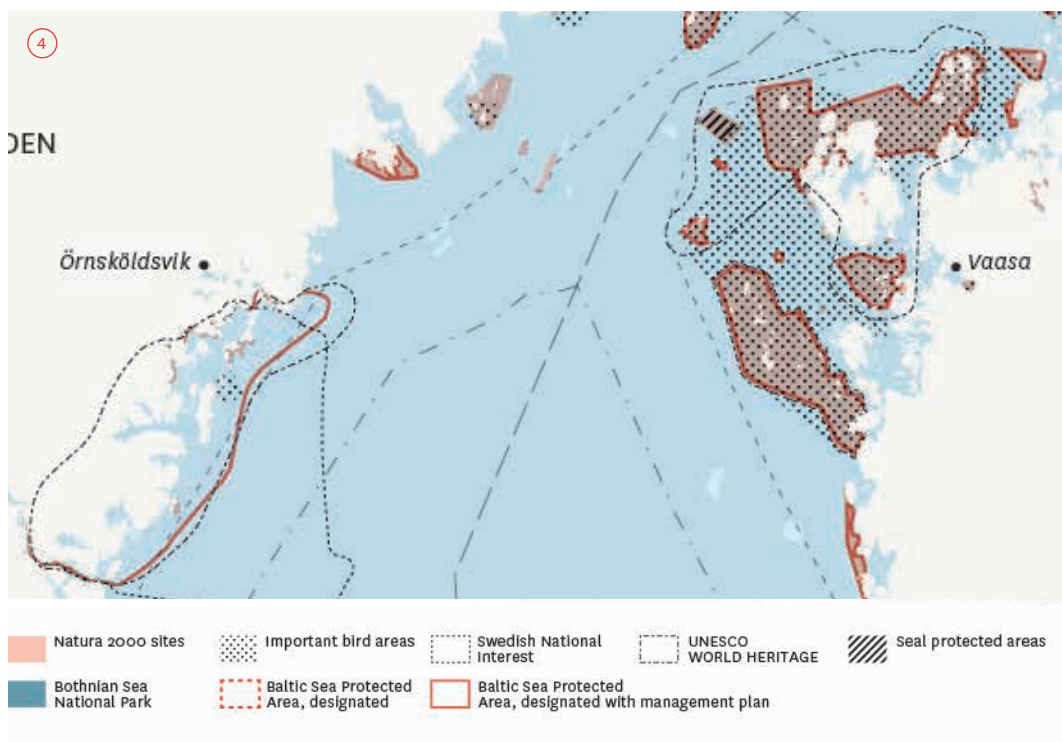 4
DEN
Örnsköldsvik
Vaasa
Natura 2000 sites
Important bird areas
Swedish National
Interest
UNESCO
WORLD HERITAGE
Seal protected areas
Bothnian Sea
National Park
Baltic Sea Protected
Area, designated
Baltic Sea Protected
Area, designated with management plan